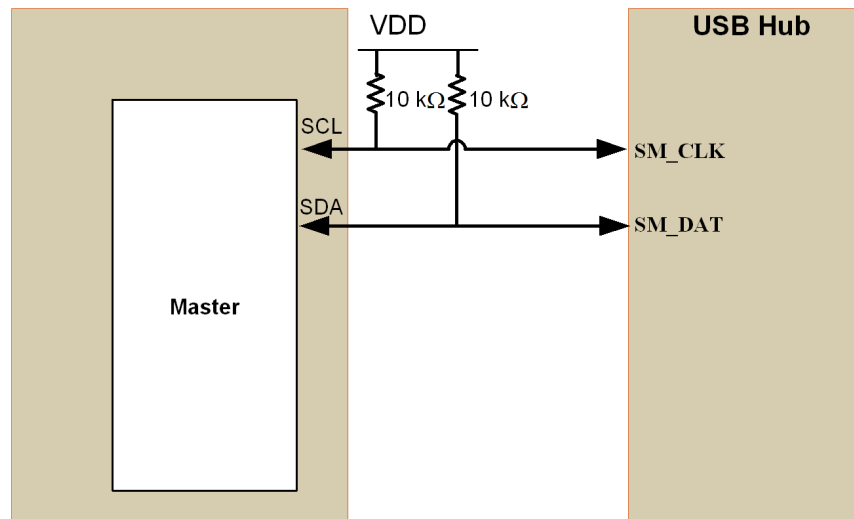 VDD
USB Hub
10 kΩ
10 kΩ
SCL
SM_CLK
SDA
SM_DAT
Master